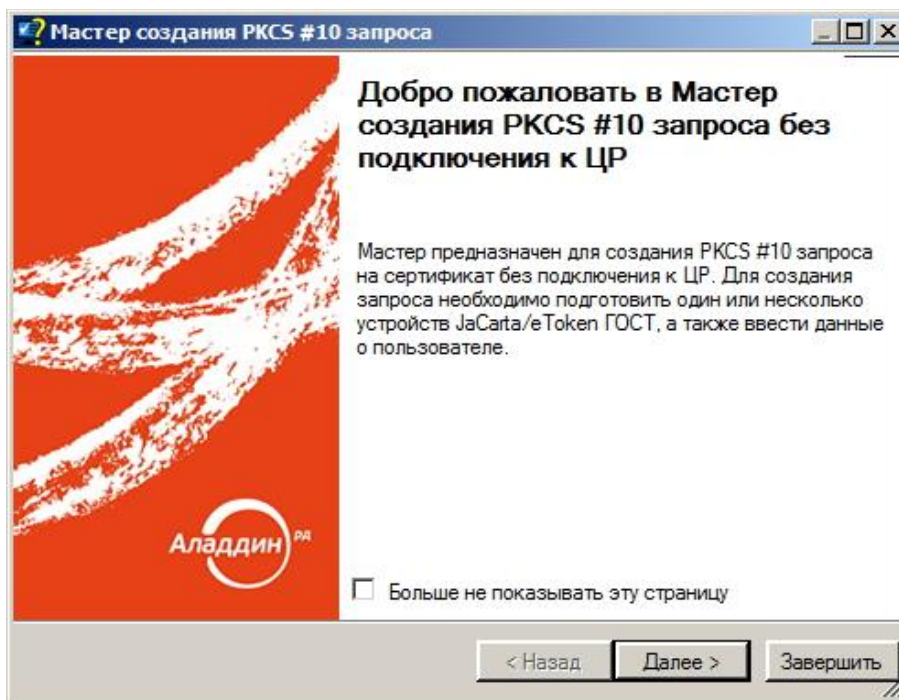 Мастер создания PKCS #10 запроса
Добро пожаловать в Мастер
создания PKCS #10 запроса без
подключения к ЦР
Мастер предназначен для создания PKCS #10 запроса
на сертификат без подключения к ЦР. Для создания
запроса необходимо подготовить один или несколько
устройств JaCarta/eToken ГОСТ, а также ввести данные
о пользователе.
Аладдин РД
Больше не показывать эту страницу
< Назад Далее > Завершить